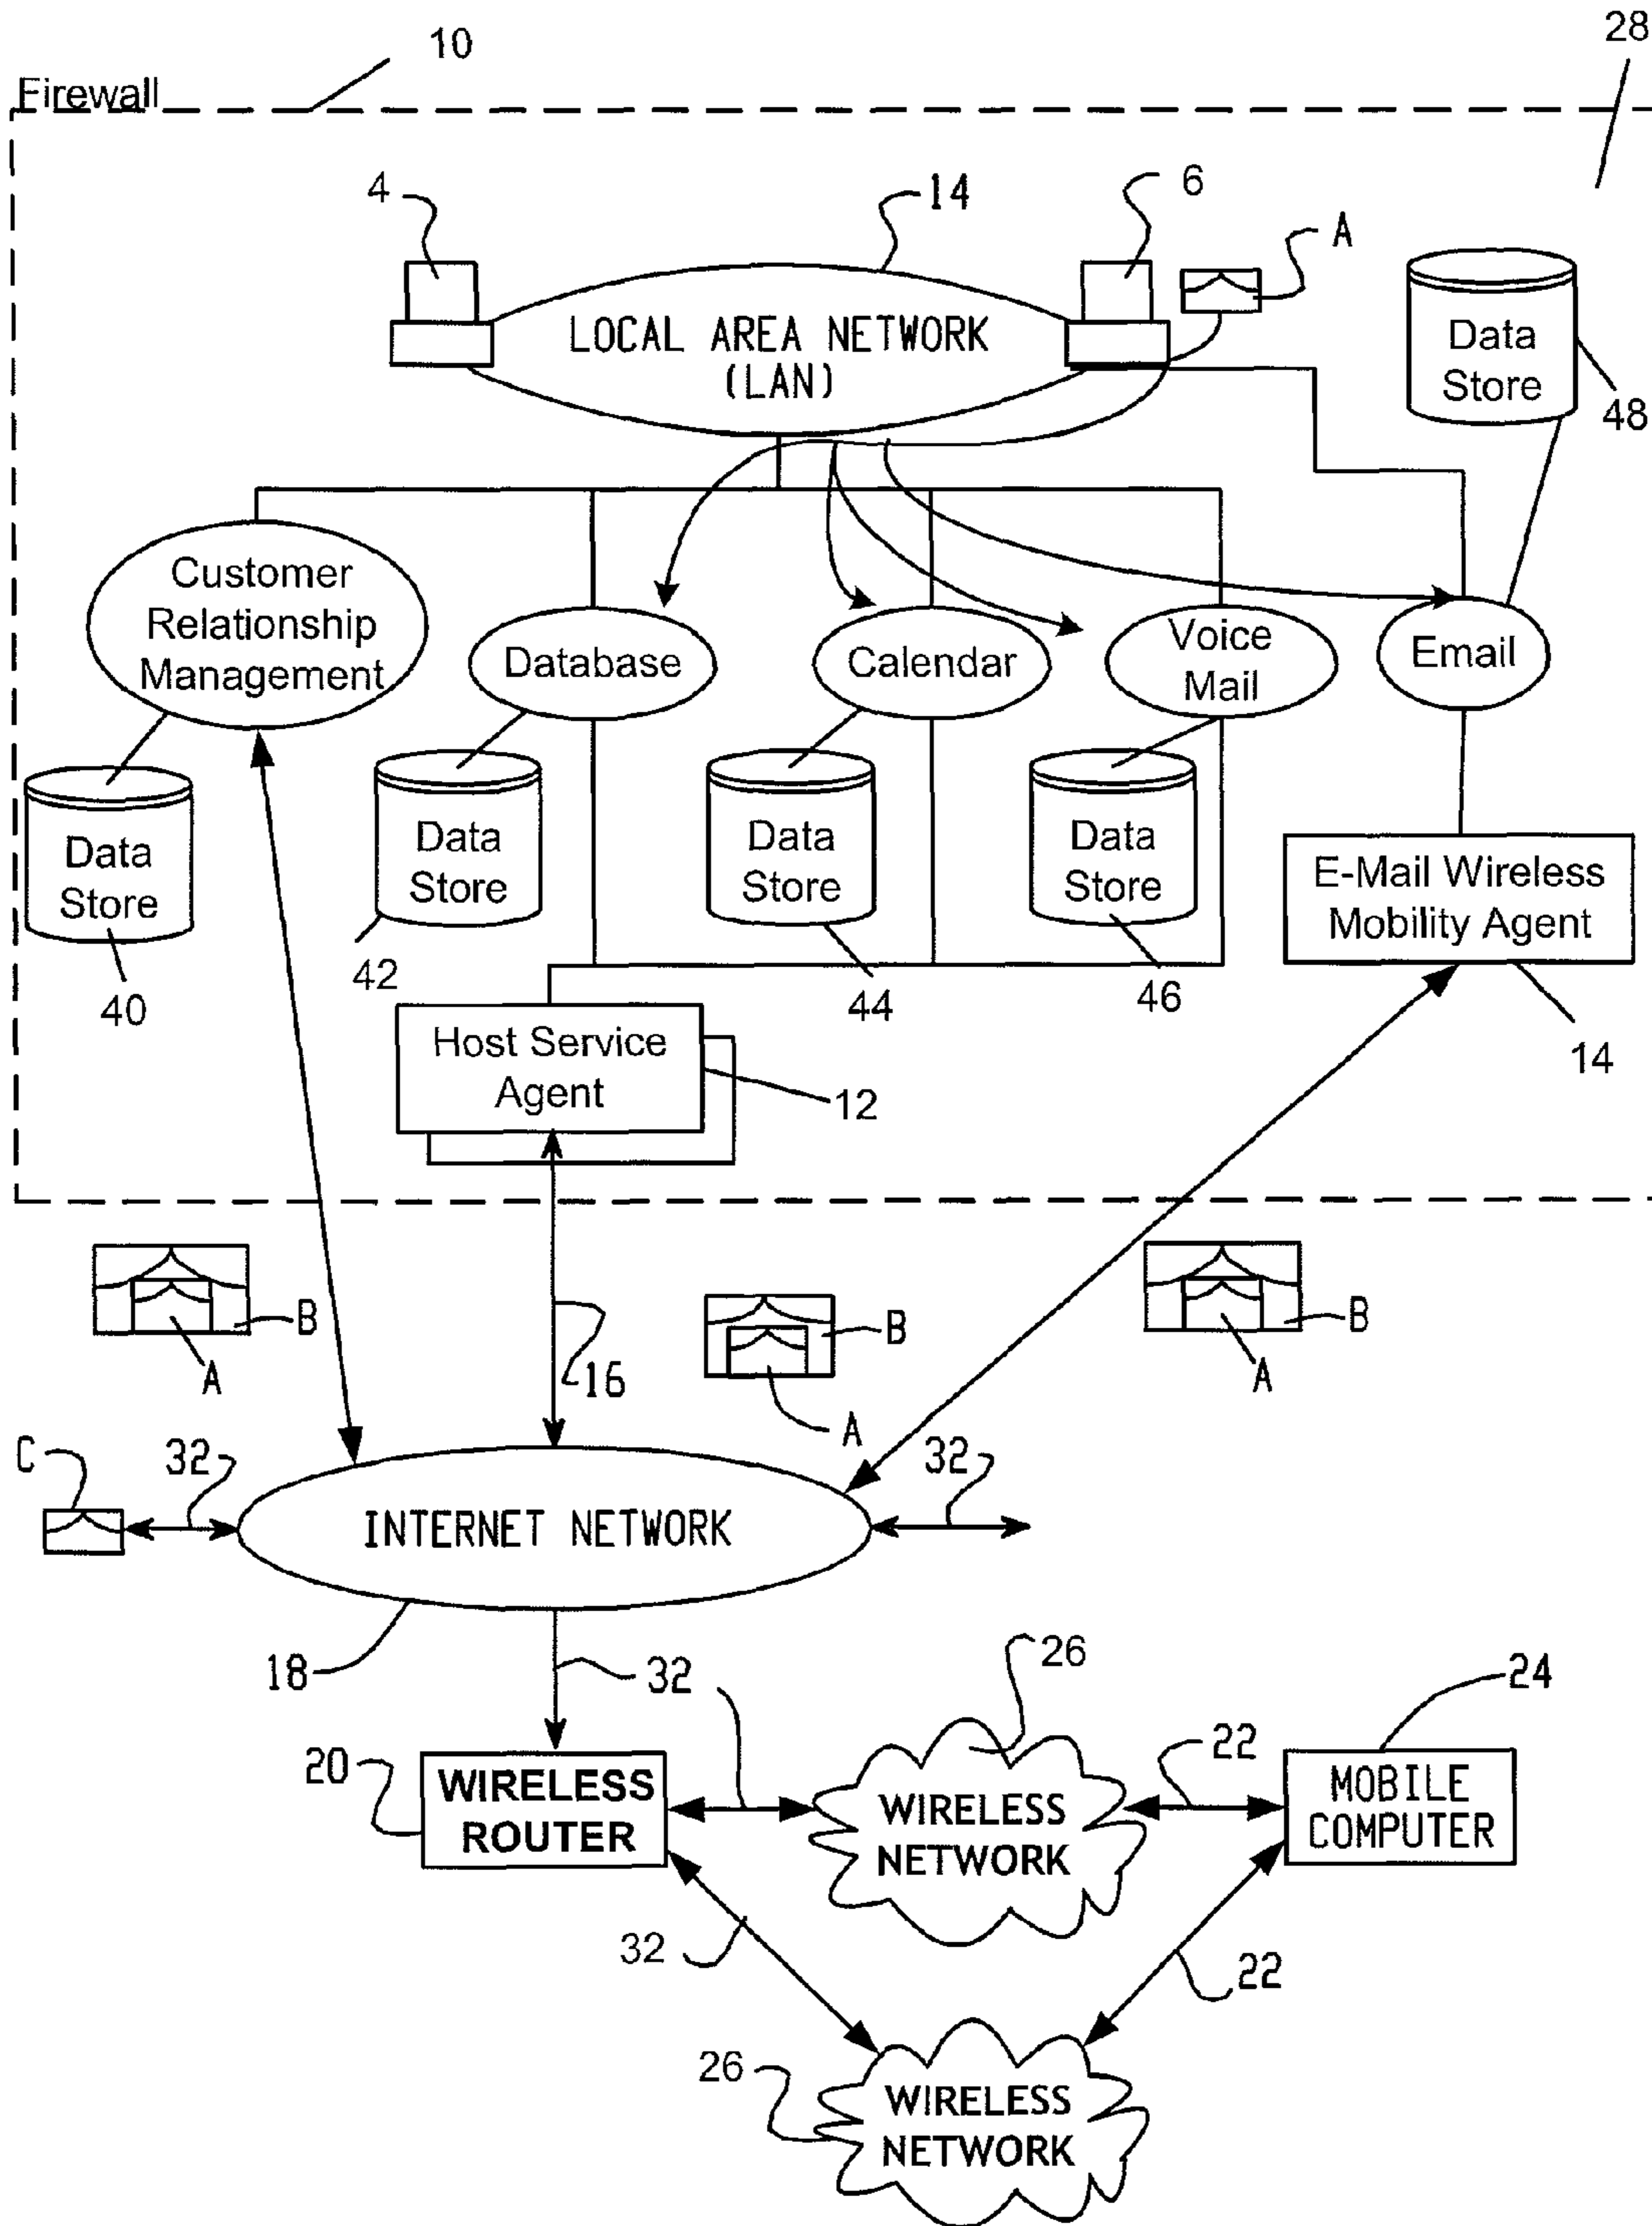 10
28
Firewall
4
14
6
A
LOCAL AREA NETWORK
(LAN)
Data
Store
48
Customer
Relationship
Management
Database
Calendar
Voice
Mail
Email
Data
Store
40
Data
Store
42
Data
Store
44
Data
Store
46
E-Mail Wireless
Mobility Agent
14
Host Service
Agent
12
B
A
16
B
A
B
A
C
32
INTERNET NETWORK
32
18
32
26
24
20
WIRELESS
ROUTER
WIRELESS
NETWORK
22
MOBILE
COMPUTER
32
22
26
WIRELESS
NETWORK